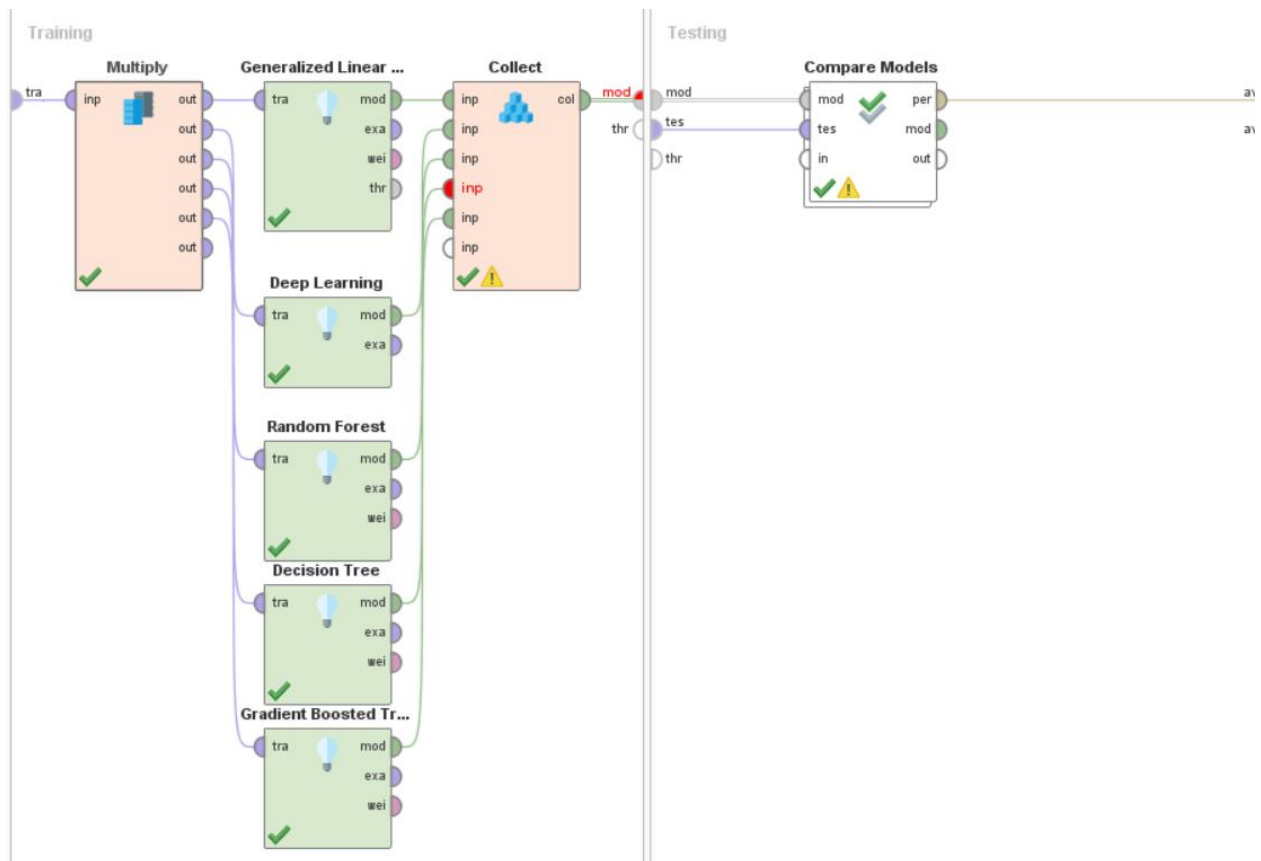 Training
Testing
Multiply
Generalized Linear ...
Collect
Compare Models
tra
inp
out
tra
mod
inp
col
mod
mod
mod
per
av
out
exa
inp
thr
tes
tes
mod
av
out
wei
inp
thr
in
out
out
thr
inp
out
inp
out
inp
Deep Learning
tra
mod
exa
Random Forest
tra
mod
exa
wei
Decision Tree
tra
mod
exa
wei
Gradient Boosted Tr...
tra
mod
exa
wei